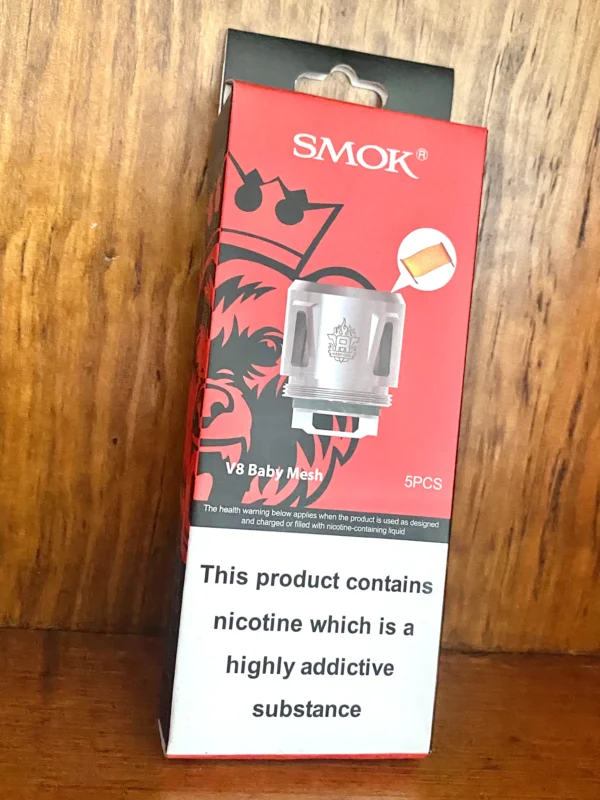 SMOK®
V8 Baby Mesh
5PCS
The health warning below applies when the product is used as designed
and charged or filled with nicotine-containing liquid
This product contains
nicotine which is a
highly addictive
substance